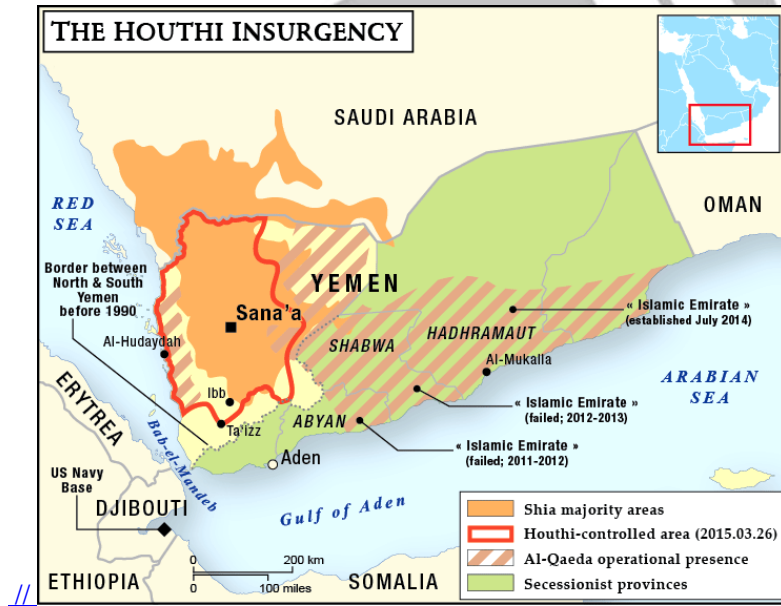 THE HOUTHI INSURGENCY
SAUDI ARABIA
OMAN
RED
SEA
Border between
North & South
Yemen
before 1990
YEMEN
Sana'a
Al-Hudaydah
SHABWA
HADHRAMAUT
« Islamic Emirate »
(established July 2014)
Al-Mukalla
ARABIAN
SEA
ERYTREA
Ibb
Ta'izz
ABYAN
« Islamic Emirate »
(failed; 2012-2013)
Bab-el-Mandeb
Aden
« Islamic Emirate »
(failed; 2011-2012)
US Navy
Base
DJIBOUTI
Gulf of Aden
Shia majority areas
Houthi-controlled area (2015.03.26)
Al-Qaeda operational presence
Secessionist provinces
0 200 km
0 100 miles
ETHIOPIA
SOMALIA
//